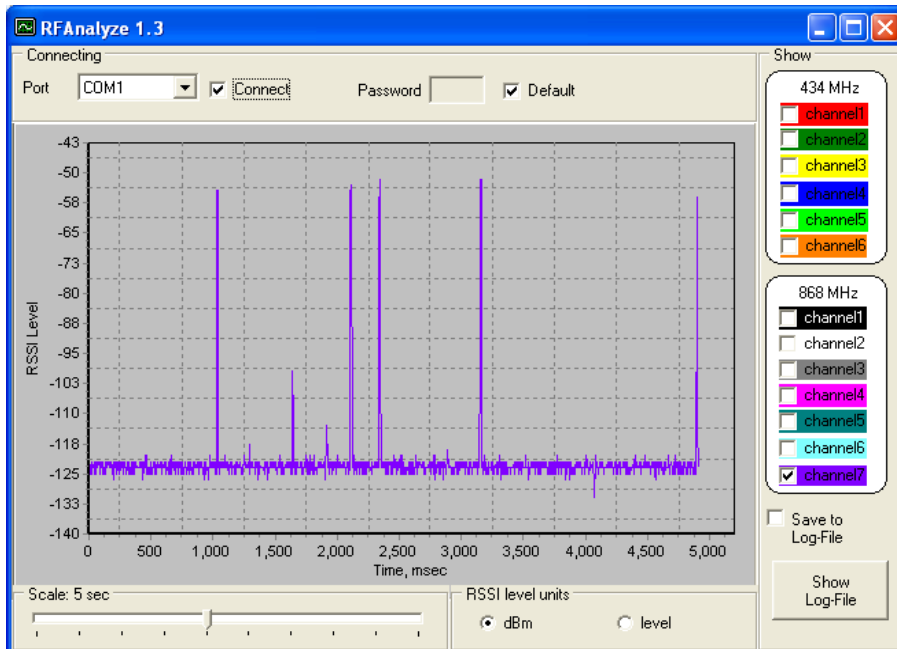 RFAnalyze 1.3
Connecting
Port
COM1
Connect
Password
Default
RSSI Level
-43
-50
-58
-65
-73
-80
-88
-95
-103
-110
-118
-125
-133
-140
0
500
1,000
1,500
2,000
2,500
3,000
3,500
4,000
4,500
5,000
Time, msec
Scale: 5 sec
RSSI level units
dBm
level
Show
434 MHz
channel1
channel2
channel3
channel4
channel5
channel6
868 MHz
channel1
channel2
channel3
channel4
channel5
channel6
channel7
Save to
Log-File
Show
Log-File